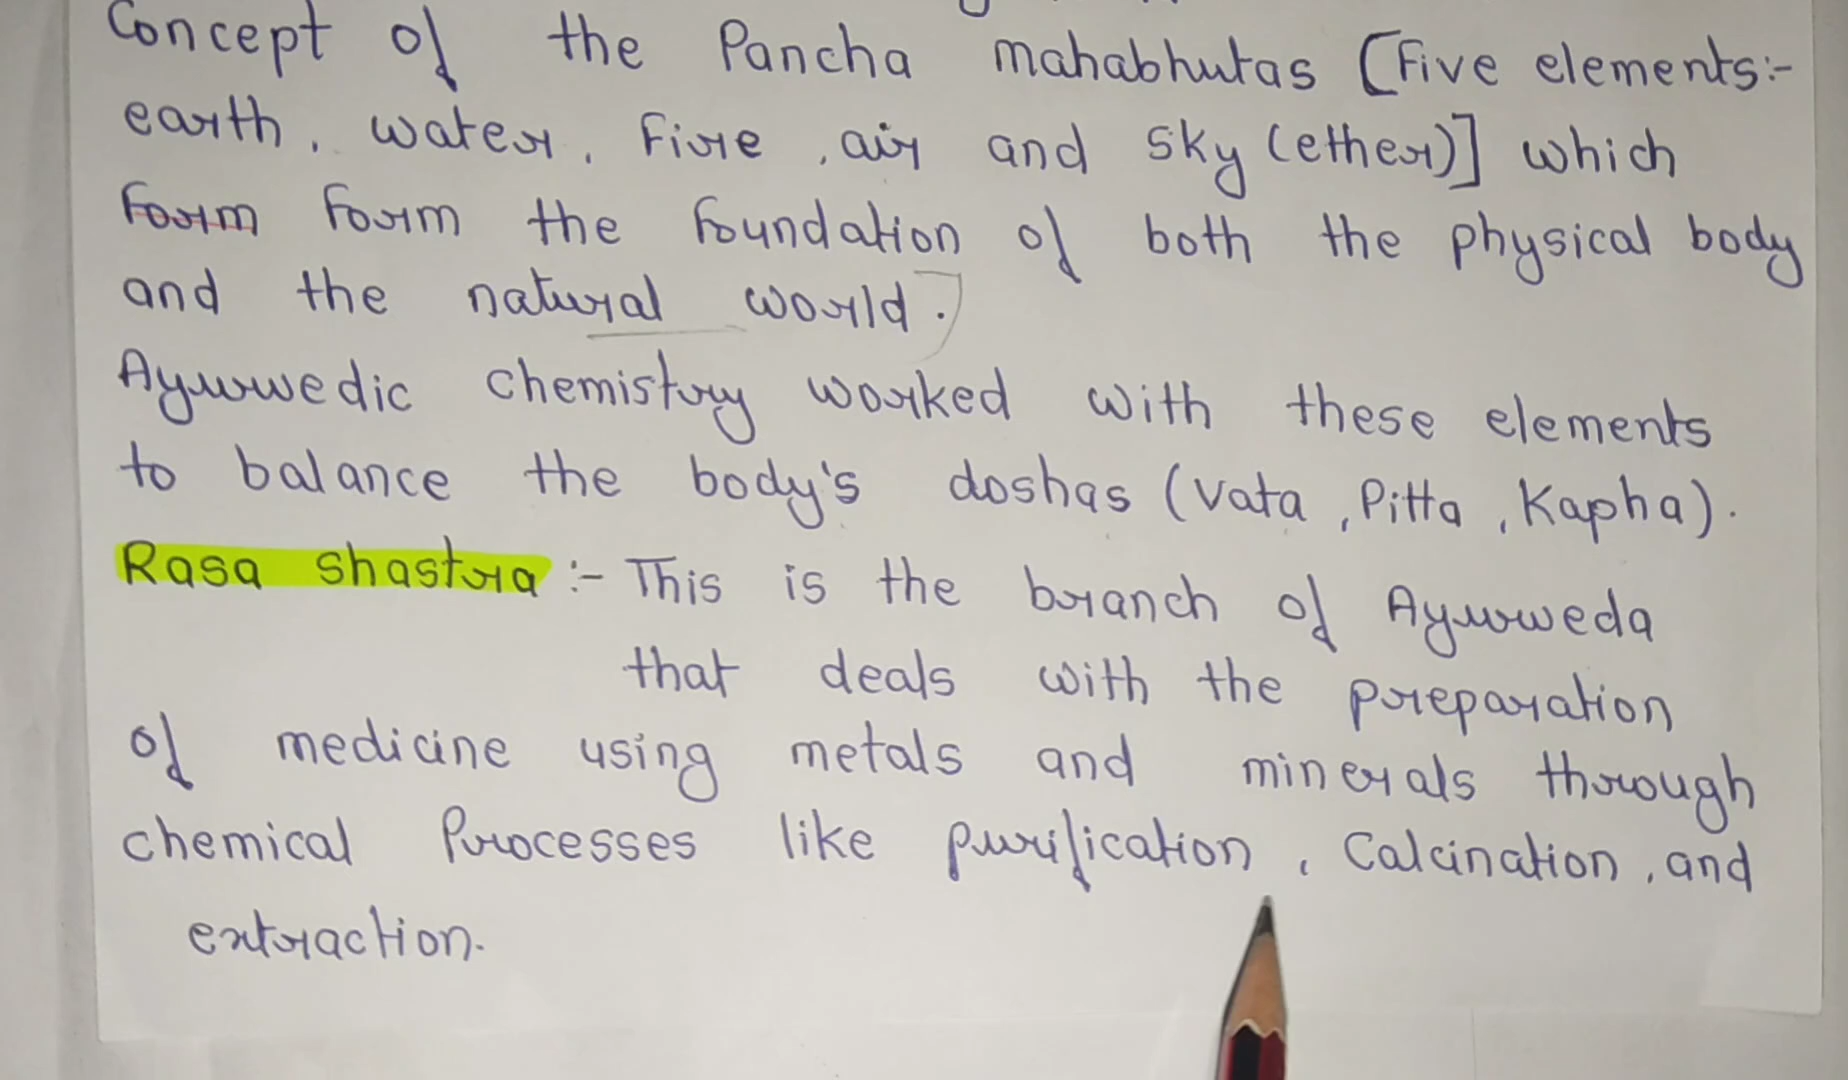 Concept of the Pancha mahabhutas [Five elements:-
earth, water, Fire, air and sky (ether)] which
form form the foundation of both the physical body
and the natural world.
Ayurvedic chemistry worked with these elements
to balance the body's doshas (Vata, Pitta, Kapha).
Rasa shastra :- This is the branch of Ayurveda
that deals with the preparation
of medicine using metals and minerals through
chemical Processes like purification, Calcination, and
extraction.